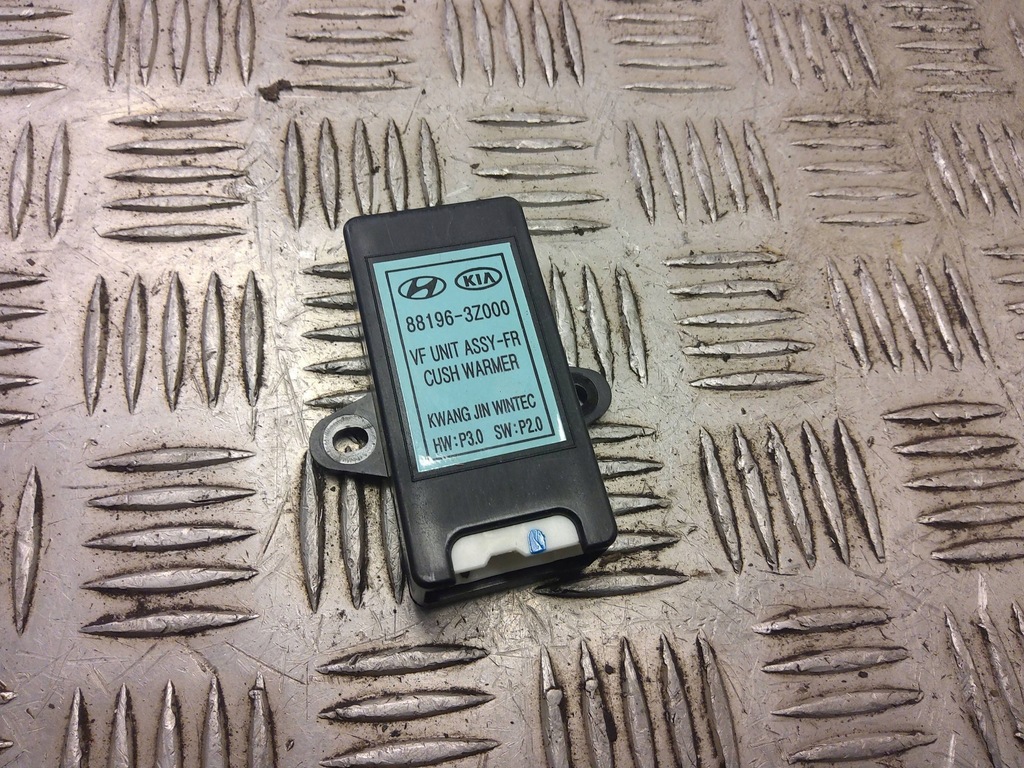 KIA
88196-3Z000
VF UNIT ASSY-FR
CUSH WARMER
KWANG JIN WINTEC
HW:P3.0 SW:P2.0